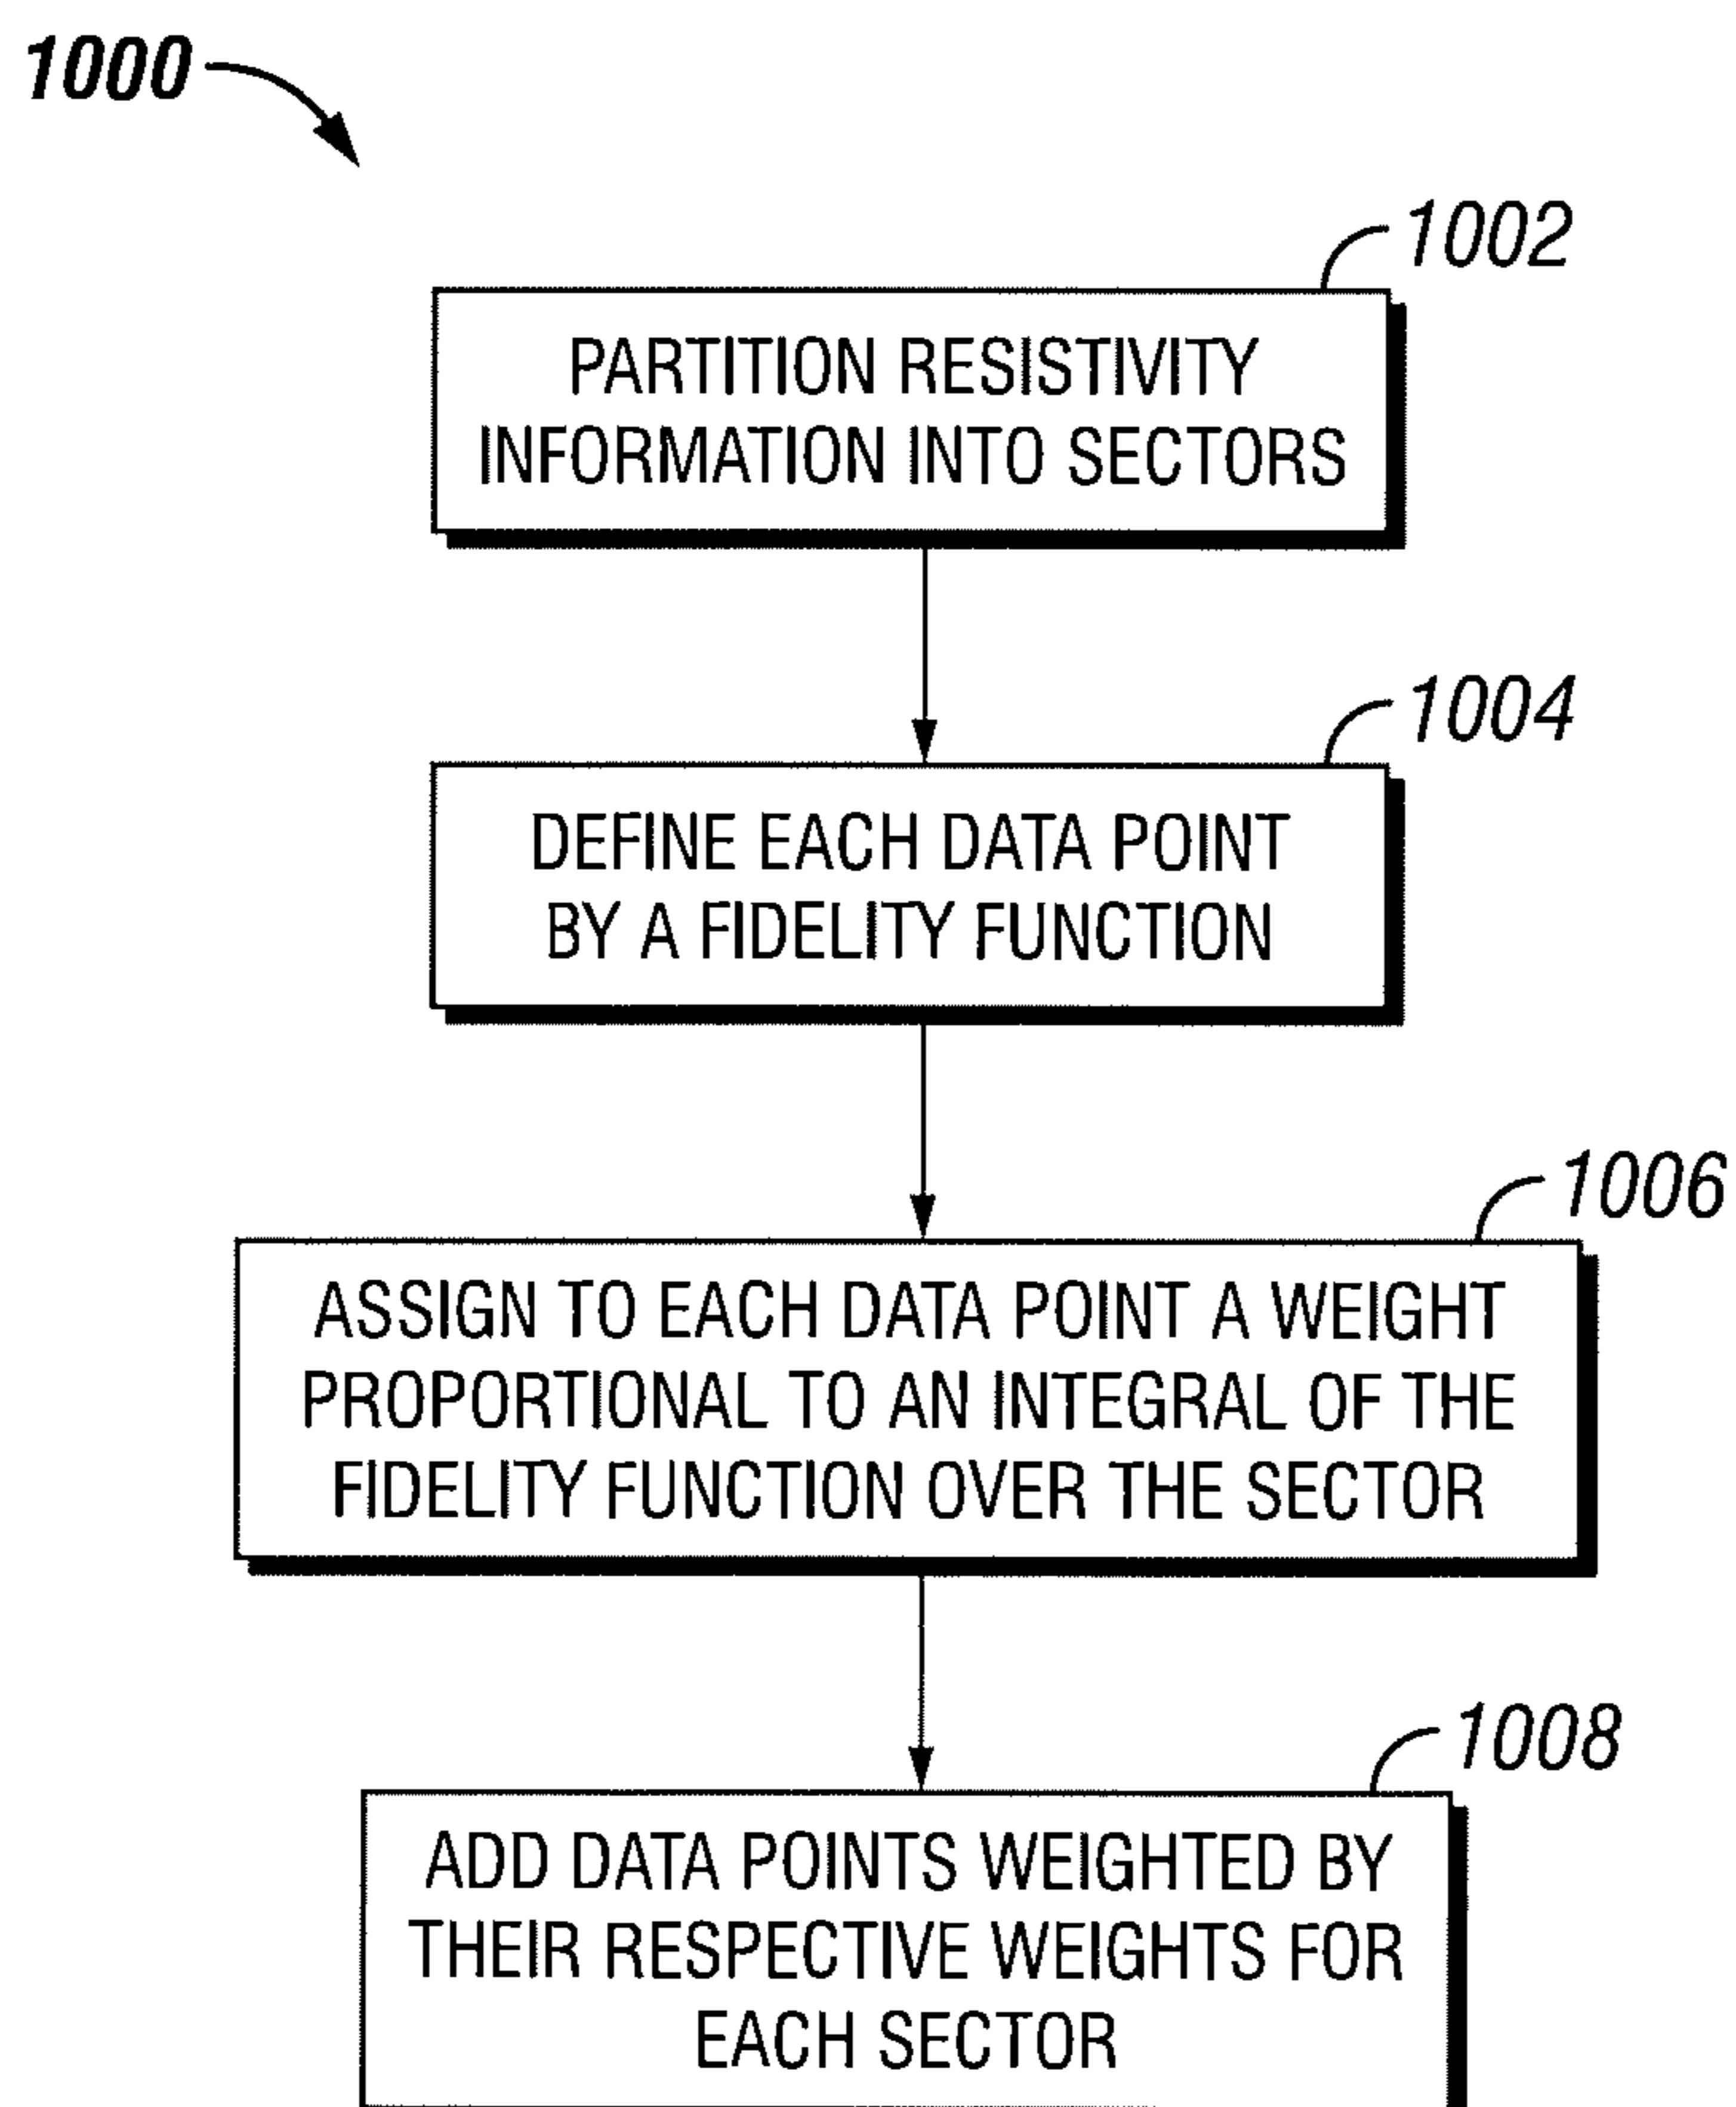 1000
1002
PARTITION RESISTIVITY
INFORMATION INTO SECTORS
1004
DEFINE EACH DATA POINT
BY A FIDELITY FUNCTION
1006
ASSIGN TO EACH DATA POINT A WEIGHT
PROPORTIONAL TO AN INTEGRAL OF THE
FIDELITY FUNCTION OVER THE SECTOR
1008
ADD DATA POINTS WEIGHTED BY
THEIR RESPECTIVE WEIGHTS FOR
EACH SECTOR